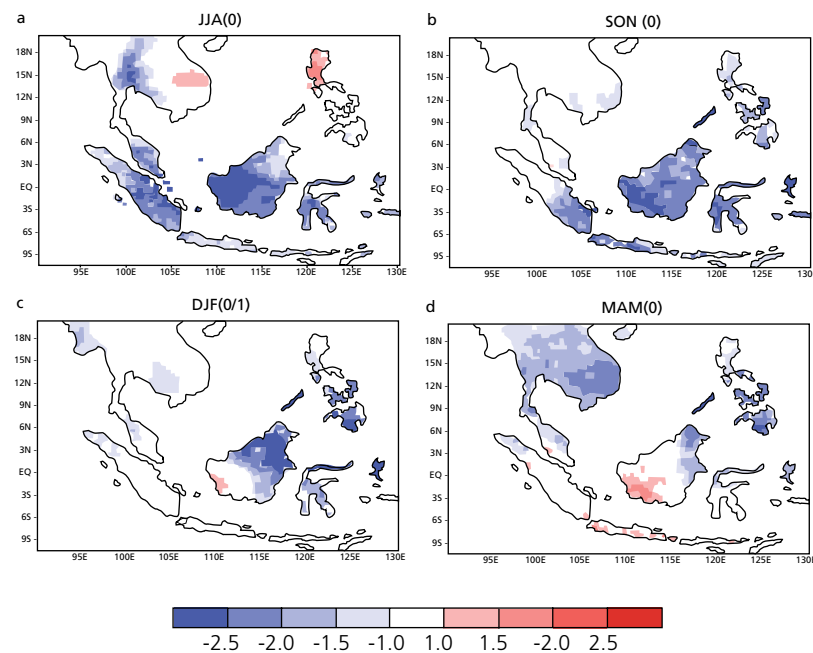 a
JJA(0)
18N
15N
12N
9N
6N
3N
EQ
3S
6S
9S
95E 100E 105E 110E 115E 120E 125E 130E
b
SON (0)
18N
15N
12N
9N
6N
3N
EQ
3S
6S
9S
95E 100E 105E 110E 115E 120E 125E 130
c
DJF(0/1)
18N
15N
12N
9N
6N
3N
EQ
3S
6S
9S
95E 100E 105E 110E 115E 120E 125E 130E
d
MAM(0)
18N
15N
12N
9N
6N
3N
EQ
3S
6S
9S
95E 100E 105E 110E 115E 120E 125E 130
-2.5 -2.0 -1.5 -1.0 1.0 1.5 -2.0 2.5